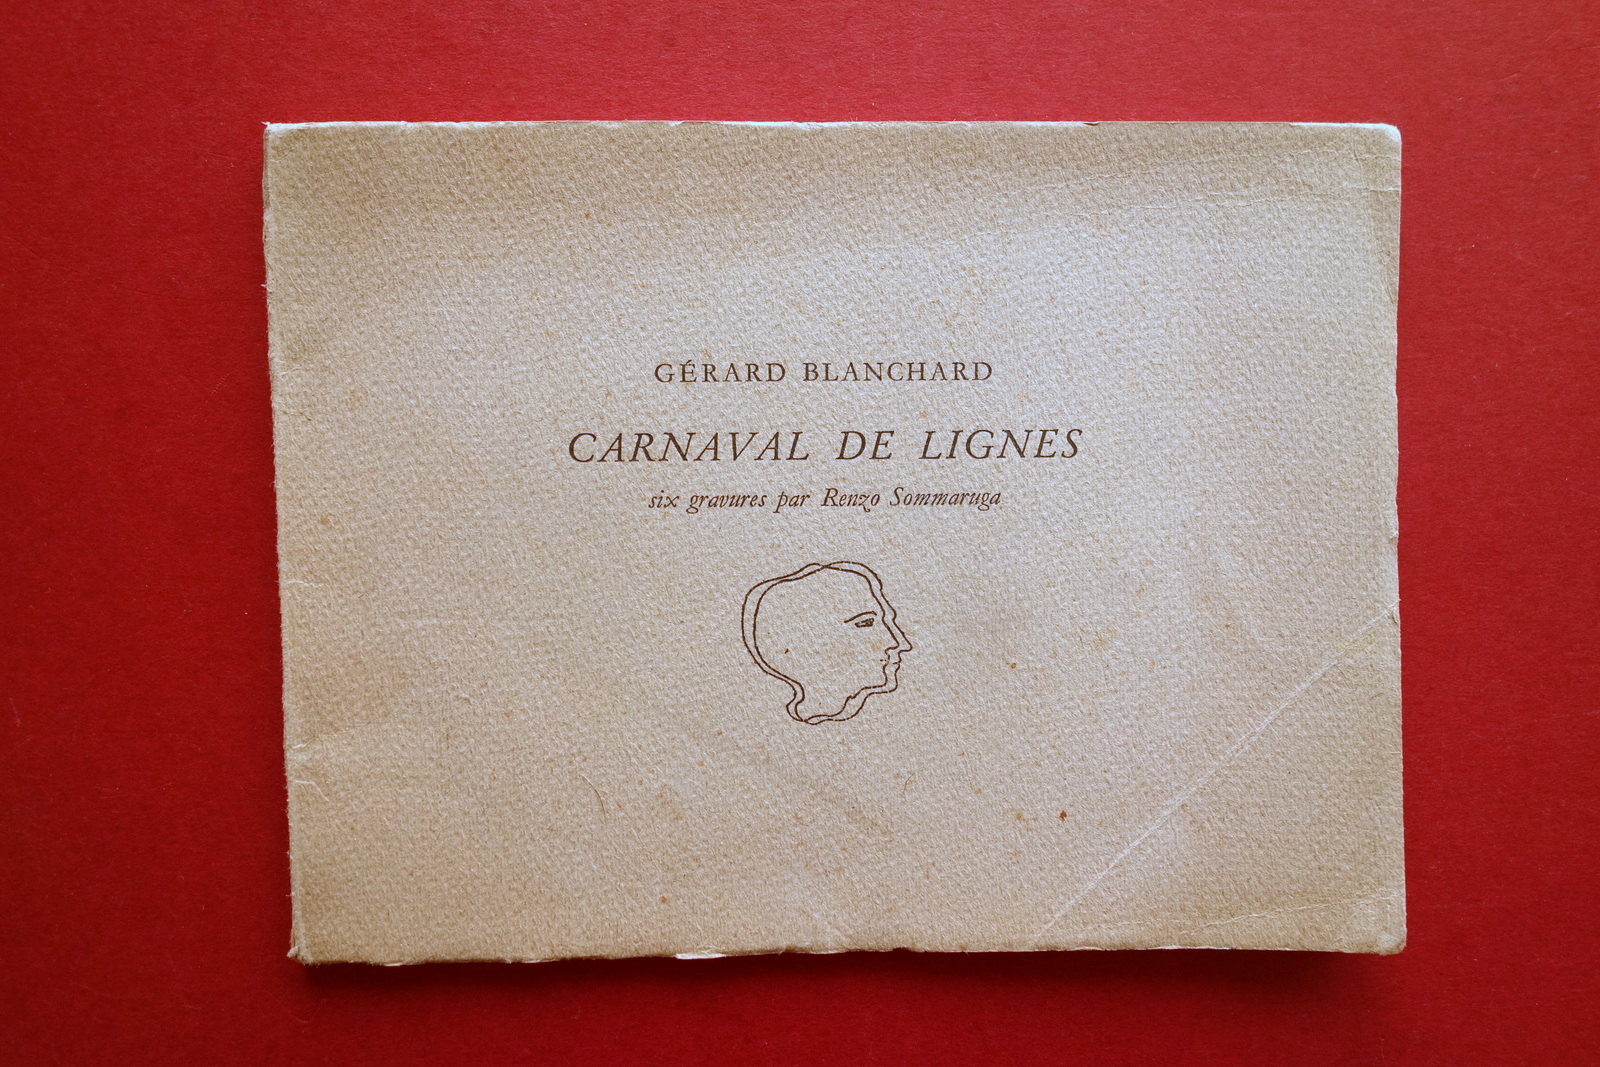 GÉRARD BLANCHARD
CARNAVAL DE LIGNES
six gravures par Renzo Sommaruga